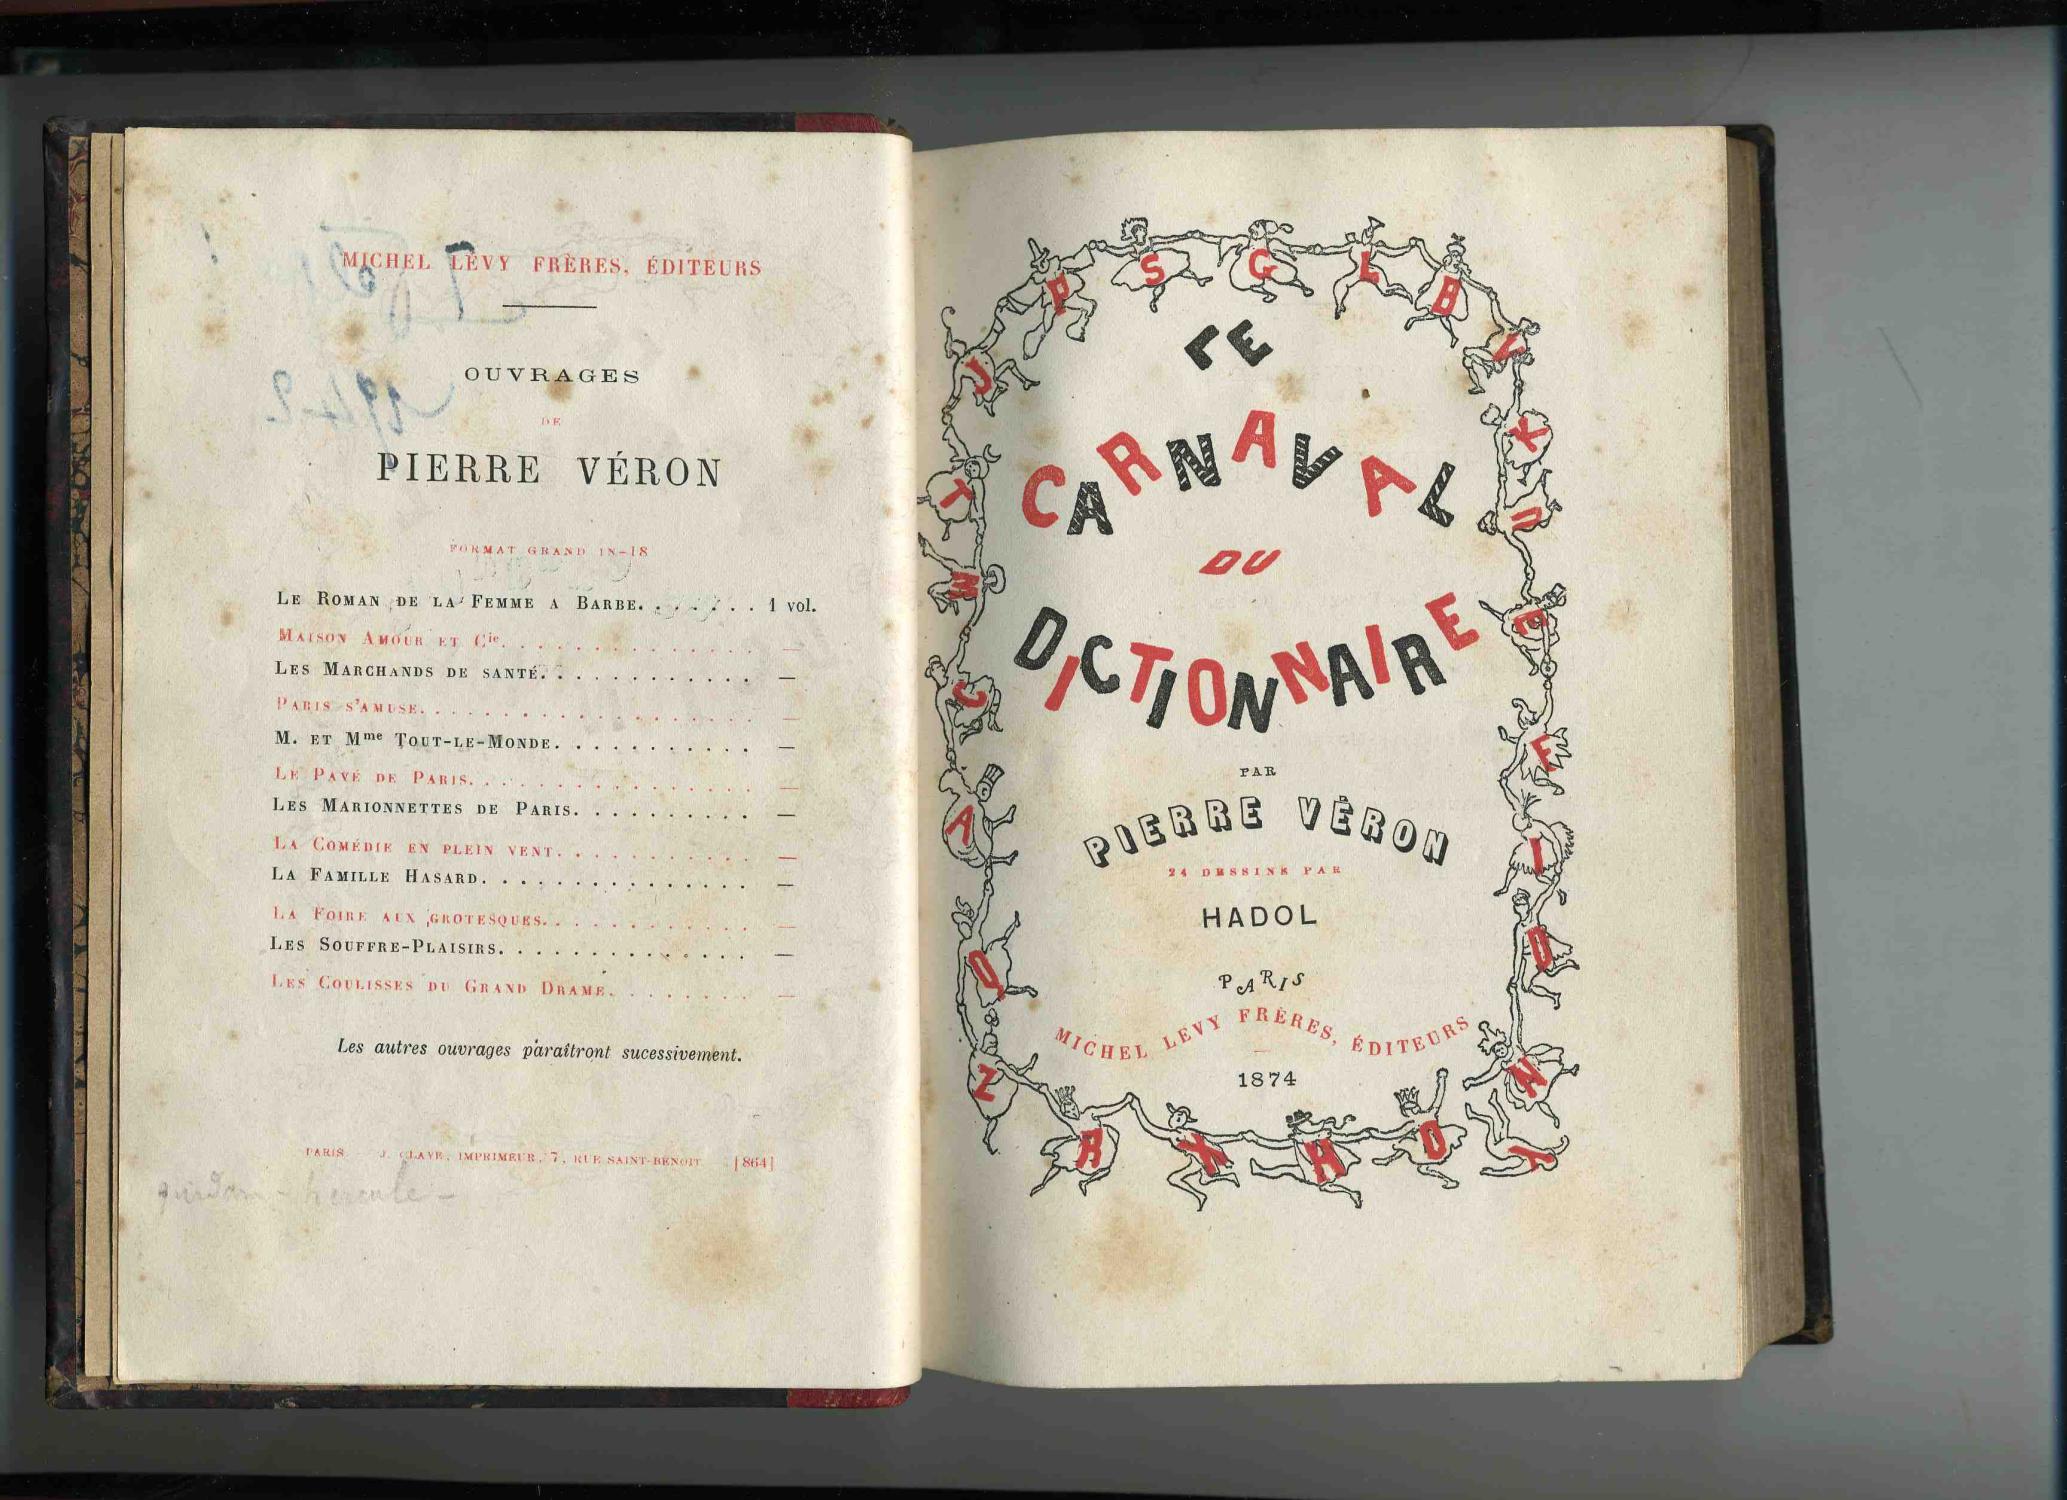 MICHEL LÉVY FRÈRES, ÉDITEURS
OUVRAGES
DE
PIERRE VÉRON
FORMAT GRAND IN-18
LE ROMAN DE LA FEMME A BARBE. . . . . . . 1 vol.
MAISON AMOUR ET Cie. . . . . . . . . . . . . . —
LES MARCHANDS DE SANTÉ. . . . . . . . . . . . —
PARIS S'AMUSE. . . . . . . . . . . . . . . . . . —
M. ET Mme TOUT-LE-MONDE. . . . . . . . . . . —
LE PAVÉ DE PARIS. . . . . . . . . . . . . . . . —
LES MARIONNETTES DE PARIS. . . . . . . . . . —
LA COMÉDIE EN PLEIN VENT. . . . . . . . . . . —
LA FAMILLE HASARD. . . . . . . . . . . . . . . —
LA FOIRE AUX GROTESQUES. . . . . . . . . . . —
LES SOUFFRE-PLAISIRS. . . . . . . . . . . . . . —
LES COULISSES DU GRAND DRAME. . . . . . . . —
Les autres ouvrages paraîtront sucessivement.
PARIS. J. CLAYE, IMPRIMEUR, 7, RUE SAINT-BENOIT [864]
hercule
LE
CARNAVAL
DU
DICTIONNAIRE
PAR
PIERRE VÉRON
24 DESSINS PAR
HADOL
PARIS
MICHEL LEVY FRÈRES, ÉDITEURS
1874